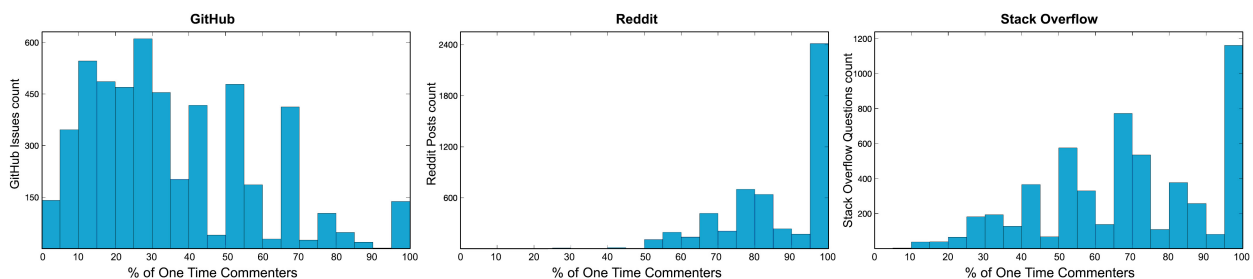 GitHub
GitHub Issues count
600
450
300
150
0 10 20 30 40 50 60 70 80 90 100
% of One Time Commenters
Reddit
Reddit Posts count
2400
1800
1200
600
0 10 20 30 40 50 60 70 80 90 100
% of One Time Commenters
Stack Overflow
Stack Overflow Questions count
1200
1000
800
600
400
200
0 10 20 30 40 50 60 70 80 90 100
% of One Time Commenters